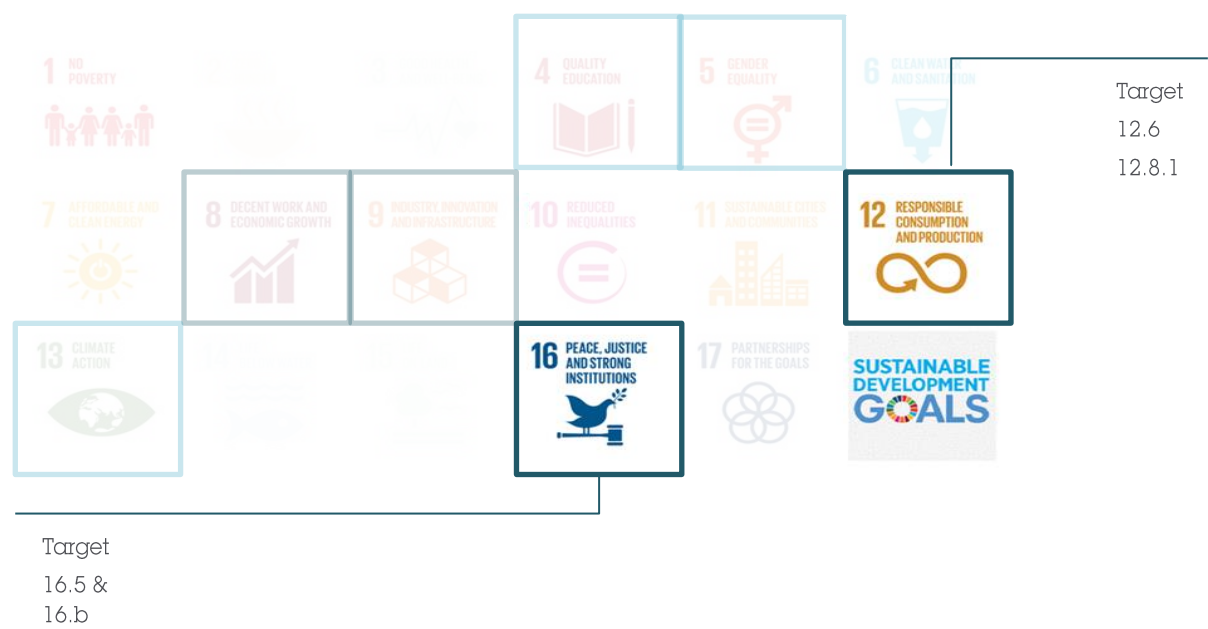 1 NO
POVERTY
4 QUALITY
EDUCATION
5 GENDER
EQUALITY
6 CLEAN WATER
AND SANITATION
Target
12.6
12.8.1
7 AFFORDABLE AND
CLEAN ENERGY
8 DECENT WORK AND
ECONOMIC GROWTH
9 INDUSTRY, INNOVATION
AND INFRASTRUCTURE
10 REDUCED
INEQUALITIES
11 SUSTAINABLE CITIES
AND COMMUNITIES
12 RESPONSIBLE
CONSUMPTION
AND PRODUCTION
13 CLIMATE
ACTION
16 PEACE, JUSTICE
AND STRONG
INSTITUTIONS
17 PARTNERSHIPS
FOR THE GOALS
SUSTAINABLE
DEVELOPMENT
GOALS
Target
16.5 &
16.b